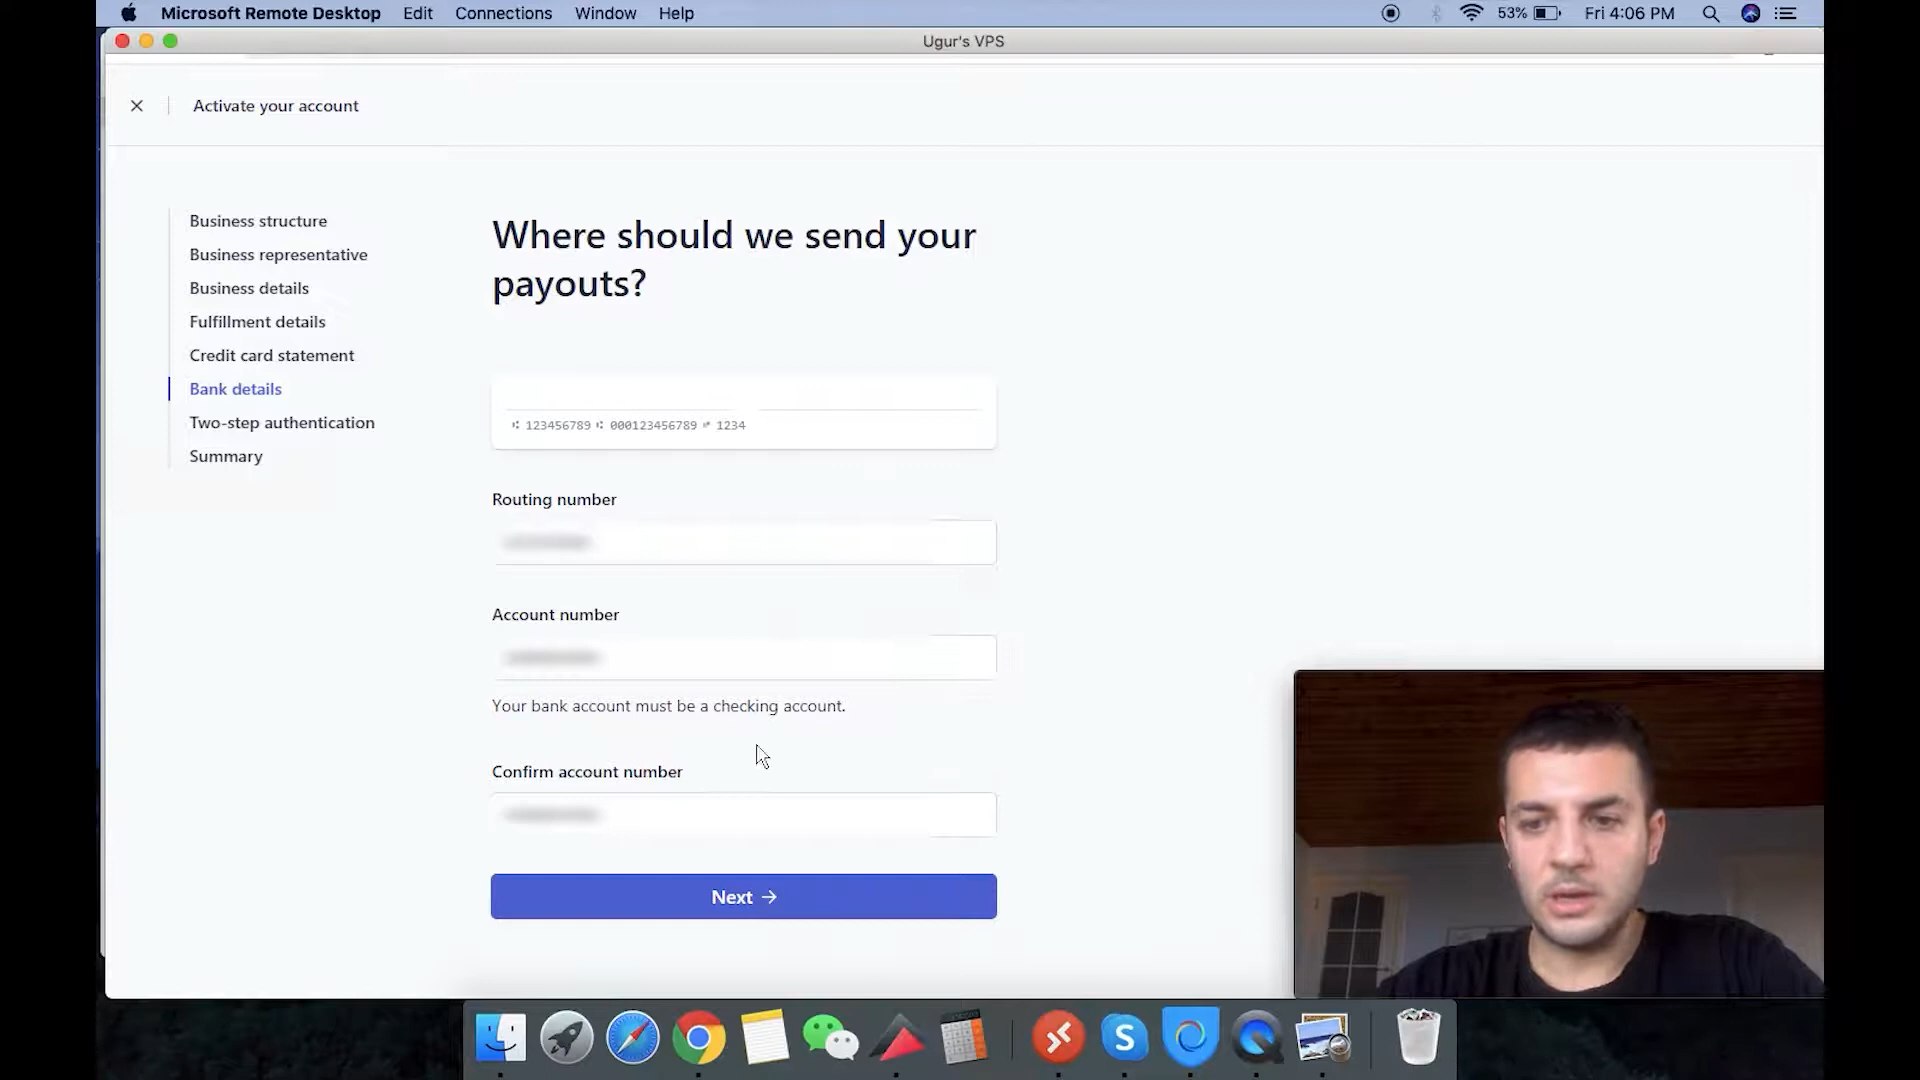 Microsoft Remote Desktop Edit Connections Window Help 53% Fri 4:06 PM
Ugur's VPS
Activate your account
Business structure
Business representative
Business details
Fulfillment details
Credit card statement
Bank details
Two-step authentication
Summary
Where should we send your
payouts?
⑆ 123456789 ⑆ 000123456789 ⑈ 1234
Routing number
Account number
Your bank account must be a checking account.
Confirm account number
Next →
S